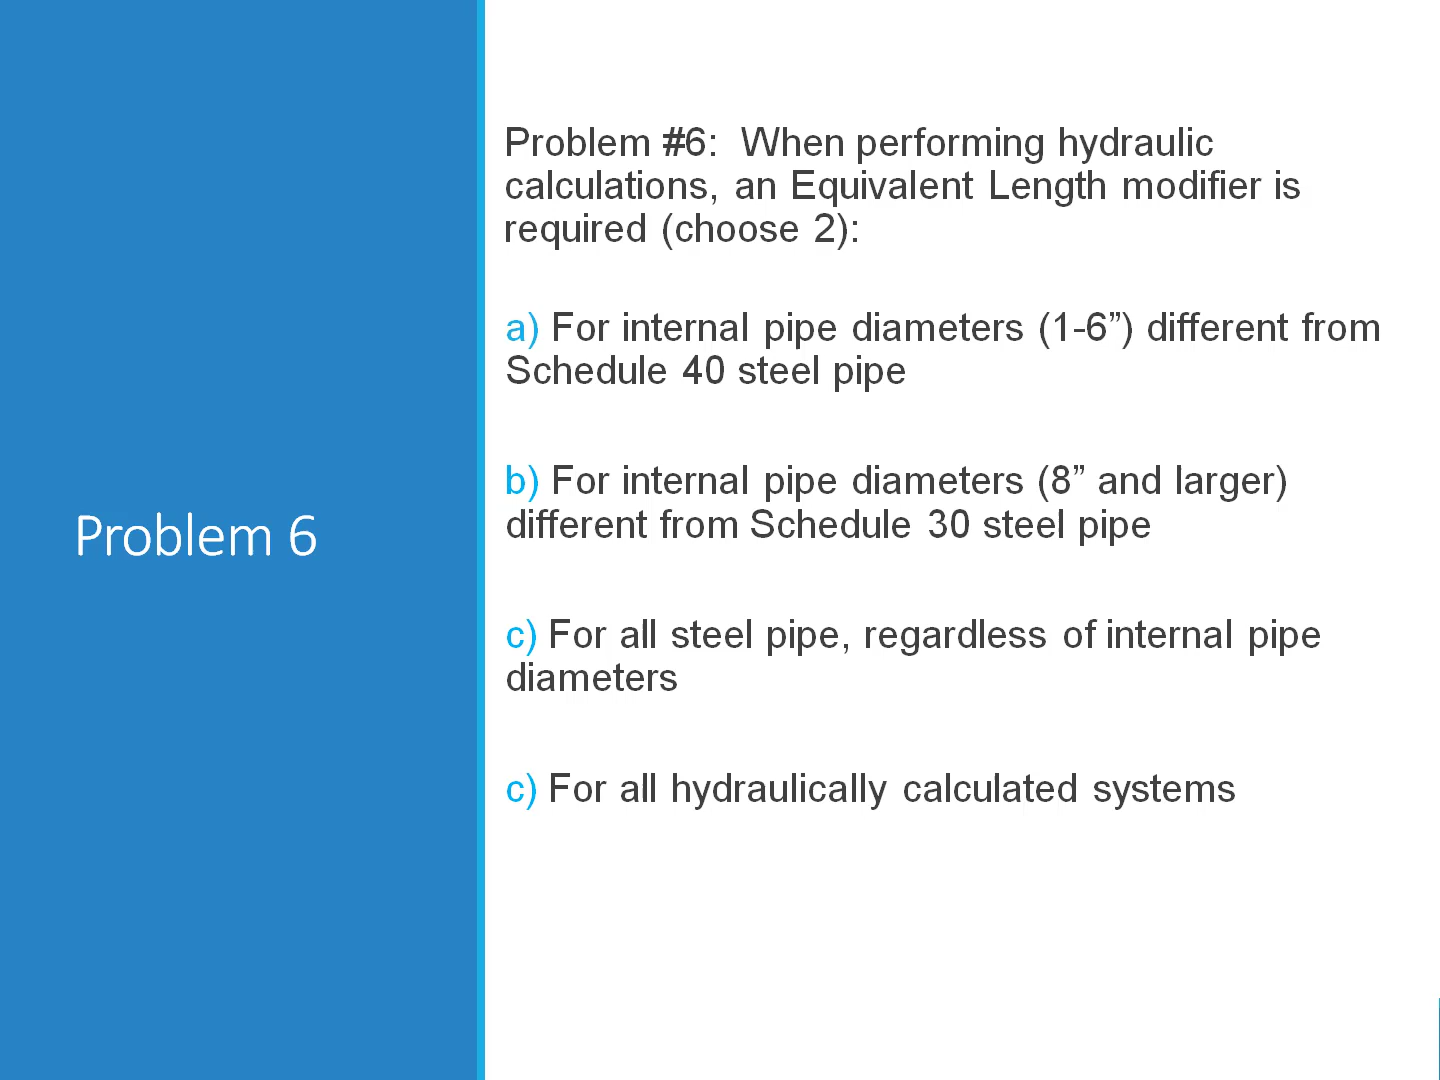 Problem 6
Problem #6: When performing hydraulic
calculations, an Equivalent Length modifier is
required (choose 2):
a) For internal pipe diameters (1-6”) different from
Schedule 40 steel pipe
b) For internal pipe diameters (8” and larger)
different from Schedule 30 steel pipe
c) For all steel pipe, regardless of internal pipe
diameters
c) For all hydraulically calculated systems